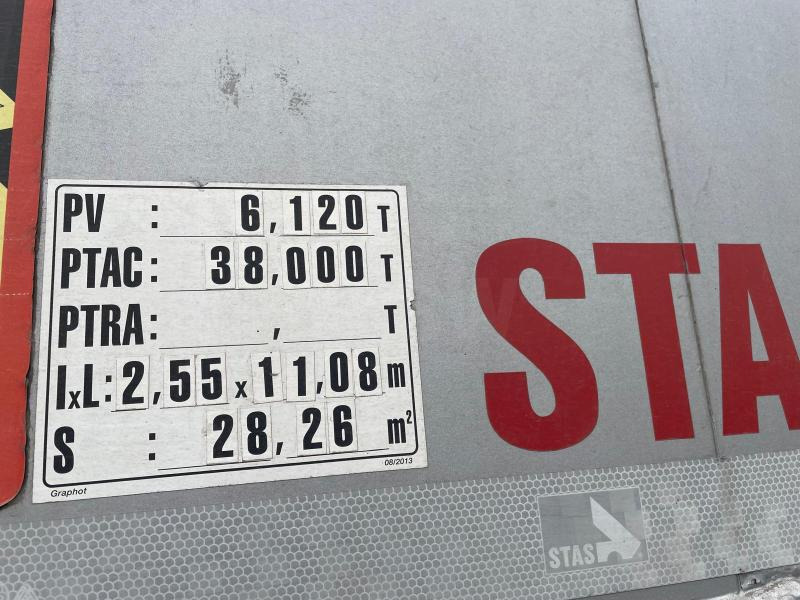 PV : 6,120 T
PTAC: 38,000 T
PTRA: , T
lxL: 2,55 x 11,08 m
S : 28,26 m²
08/2013
Graphot
STA
STAS